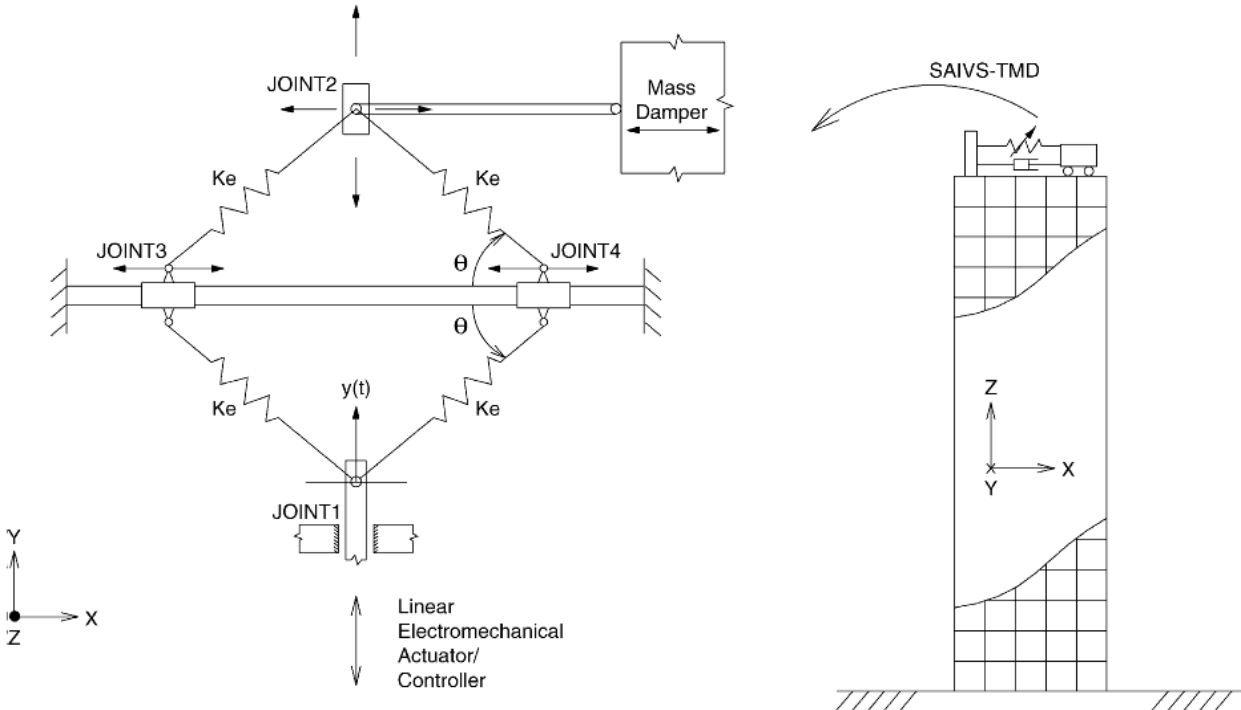 JOINT2
Mass
Damper
SAIVS-TMD
Ke
Ke
JOINT3
JOINT4
θ
θ
Ke
y(t)
Ke
Z
X
Y
JOINT1
Y
X
Z
Linear
Electromechanical
Actuator/
Controller